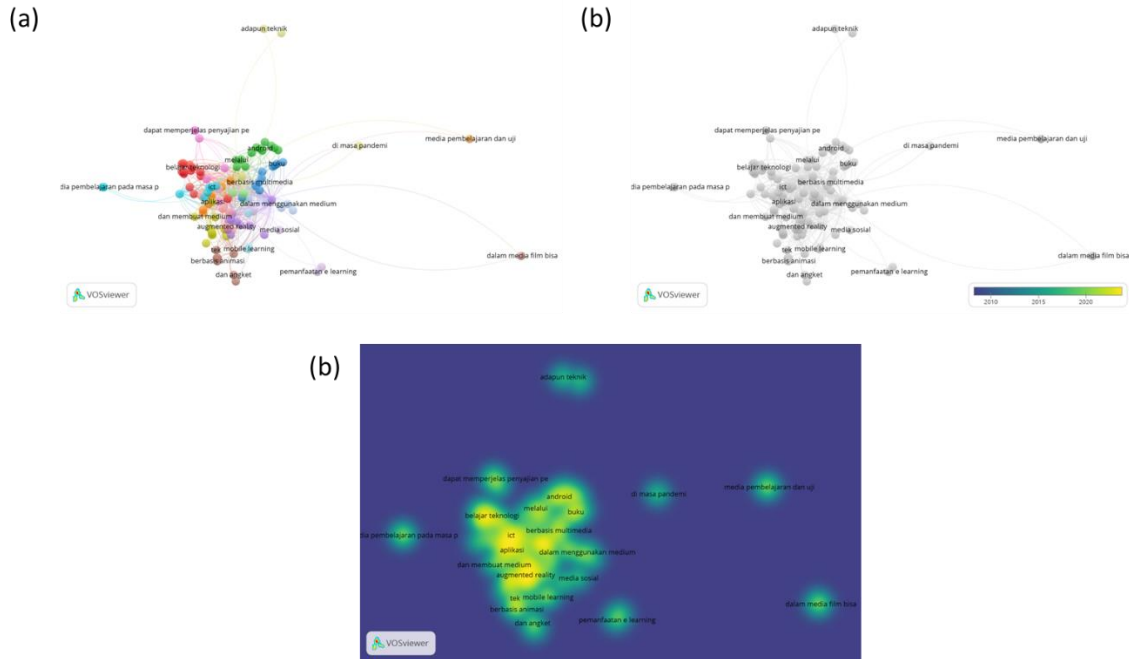 (a)
adapun teknik
dapat memperjelas penyajian pe
android
melalui
di masa pandemi
media pembelajaran dan uji
belajar teknologi
buku
dia pembelajaran pada masa p
ict
berbasis multimedia
aplikasi
dalam menggunakan medium
dan membuat medium
augmented reality
media sosial
tek
mobile learning
berbasis animasi
dan angket
pemanfaatan e learning
dalam media film bisa
VOSviewer
(b)
adapun teknik
dapat memperjelas penyajian pe
android
melalui
di masa pandemi
media pembelajaran dan uji
belajar teknologi
buku
dia pembelajaran pada masa p
ict
berbasis multimedia
aplikasi
dalam menggunakan medium
dan membuat medium
augmented reality
media sosial
tek
mobile learning
berbasis animasi
dan angket
pemanfaatan e learning
dalam media film bisa
VOSviewer
2010 2015 2020
(b)
adapun teknik
dapat memperjelas penyajian pe
android
di masa pandemi
media pembelajaran dan uji
belajar teknologi
melalui
buku
dia pembelajaran pada masa p
ict
berbasis multimedia
aplikasi
dalam menggunakan medium
dan membuat medium
augmented reality
media sosial
tek
mobile learning
berbasis animasi
dan angket
pemanfaatan e learning
dalam media film bisa
VOSviewer